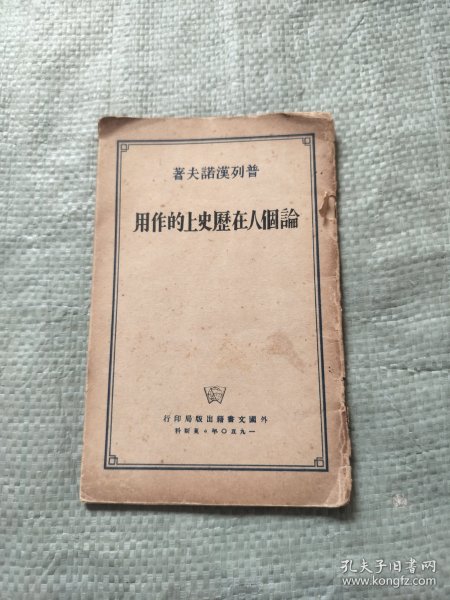 普列漢諾夫著
論個人在歷史上的作用
外國文書籍出版局印行
一九五〇年。莫斯科
孔夫子旧书网
www.kongfz.com